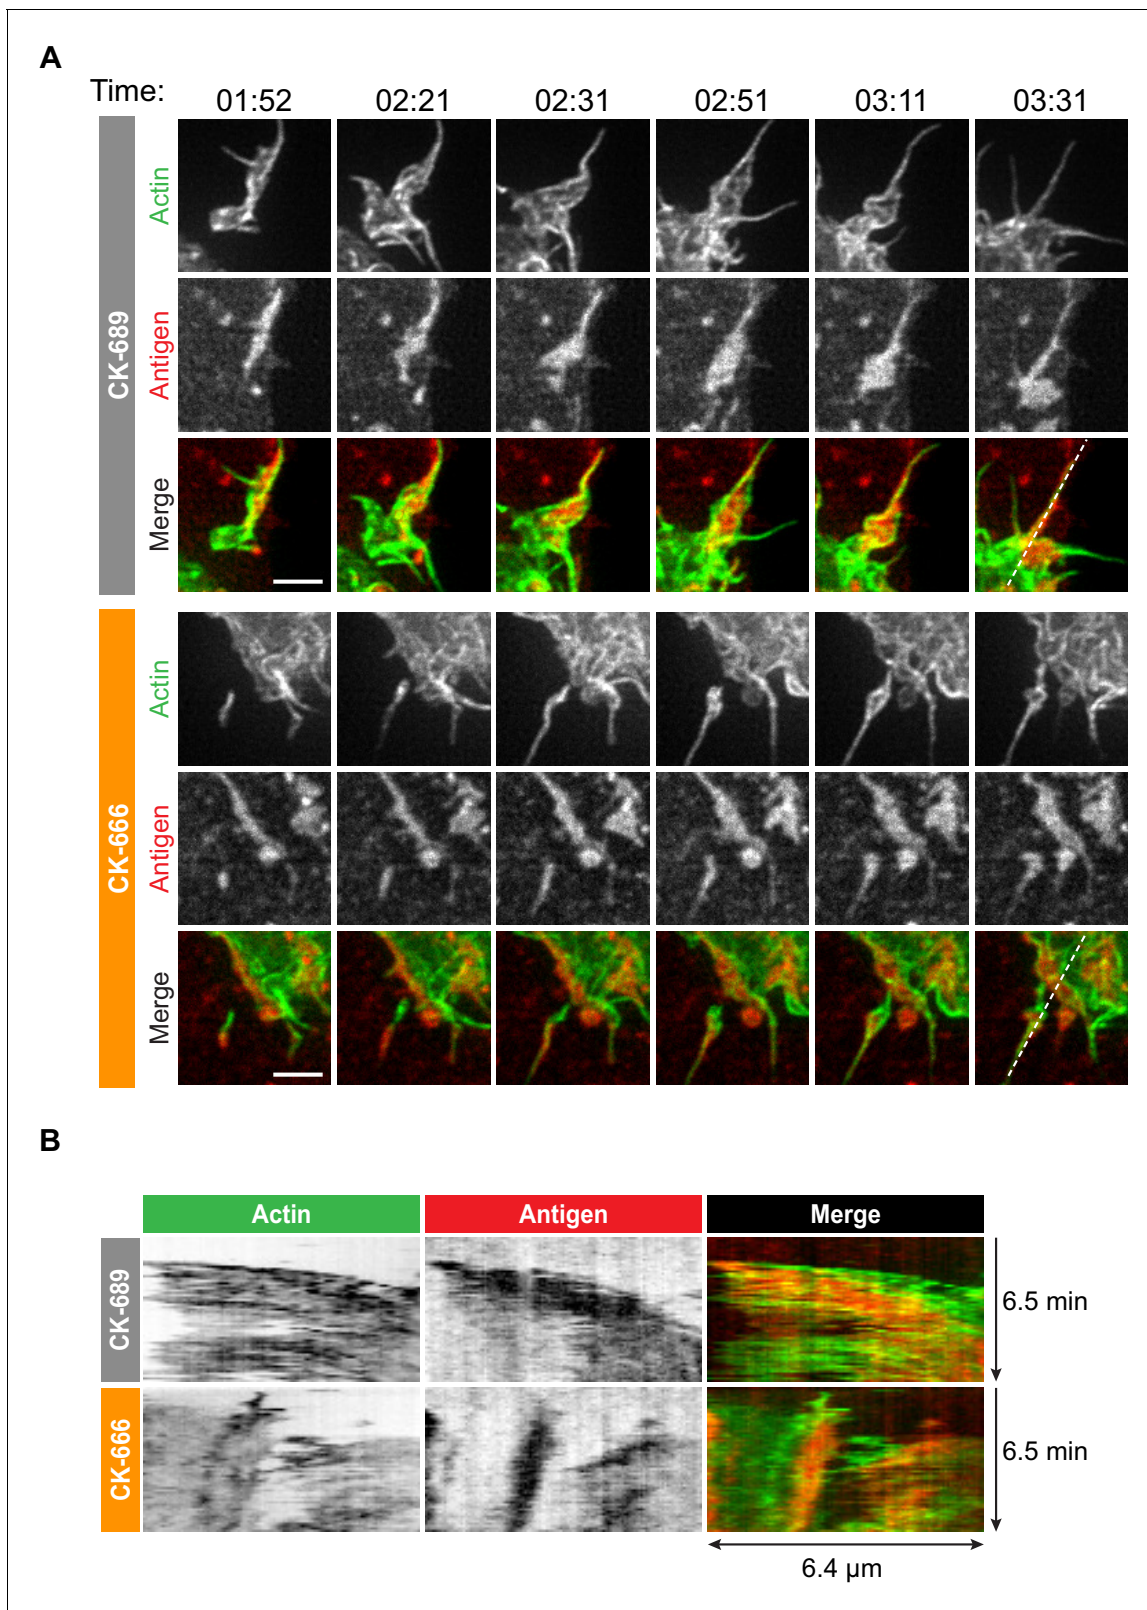 A
Time:
01:52
02:21
02:31
02:51
03:11
03:31
CK-689
Actin
Antigen
Merge
CK-666
Actin
Antigen
Merge
B
Actin
Antigen
Merge
CK-689
6.5 min
CK-666
6.5 min
6.4 µm